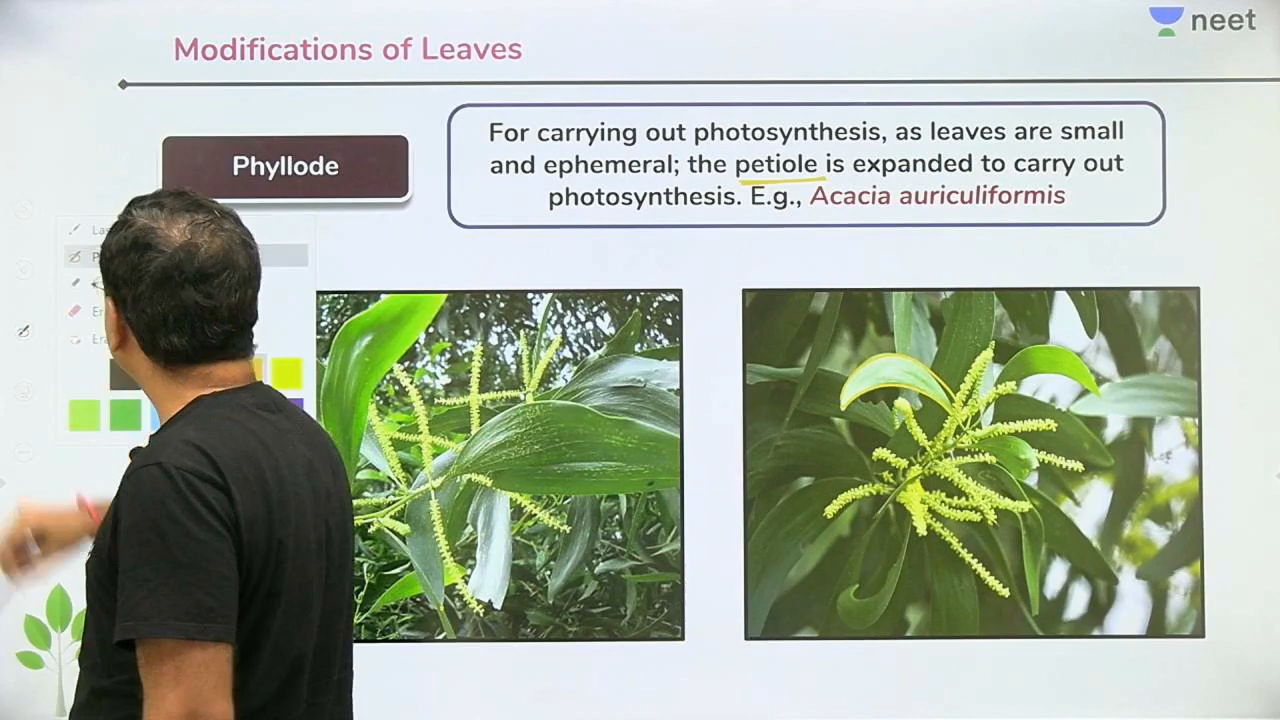 neet
Modifications of Leaves
Phyllode
For carrying out photosynthesis, as leaves are small
and ephemeral; the petiole is expanded to carry out
photosynthesis. E.g., Acacia auriculiformis